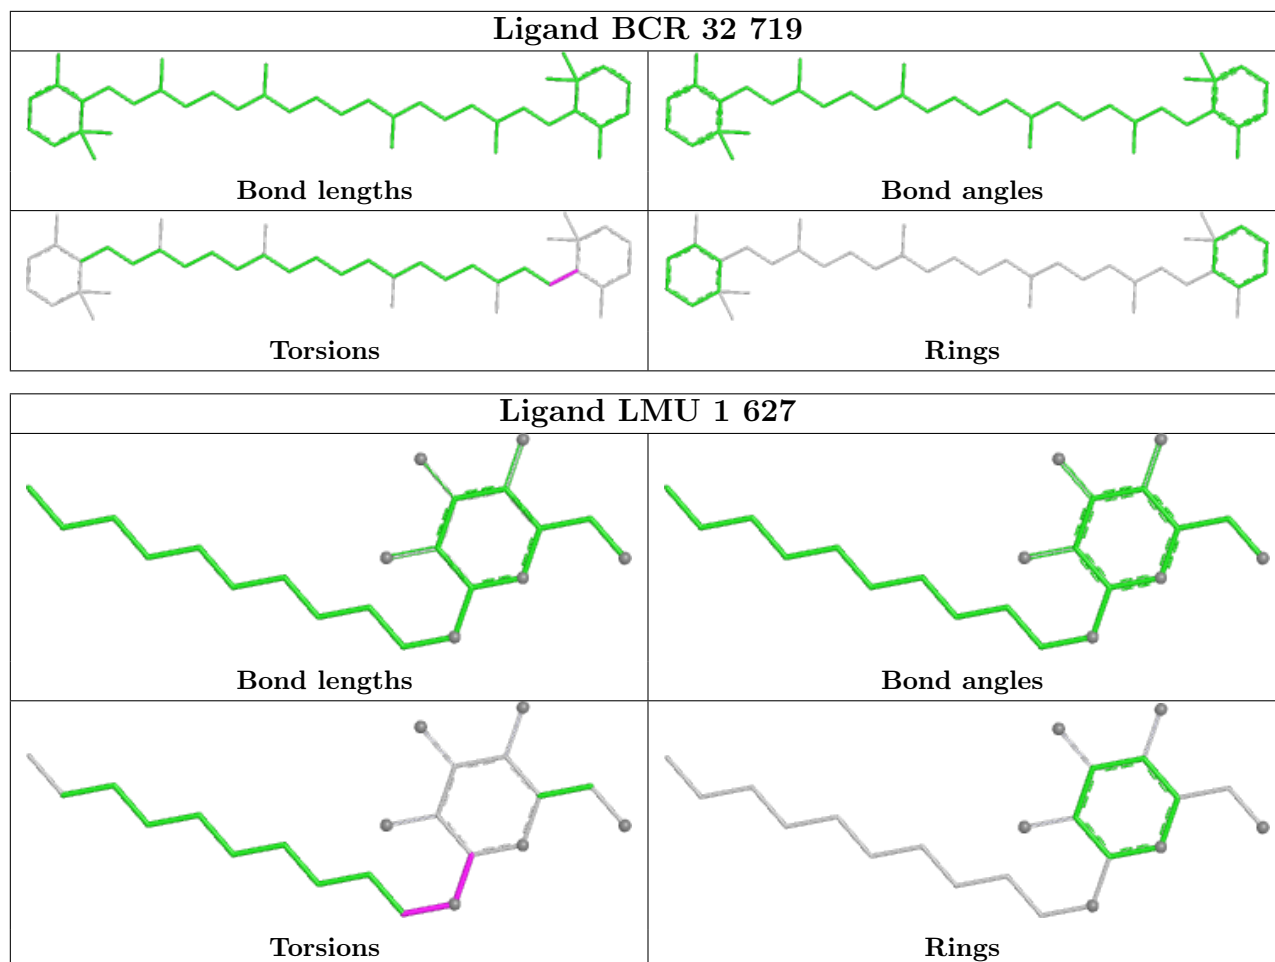 Ligand BCR 32 719
Bond lengths
Bond angles
Torsions
Rings
Ligand LMU 1 627
Bond lengths
Bond angles
Torsions
Rings